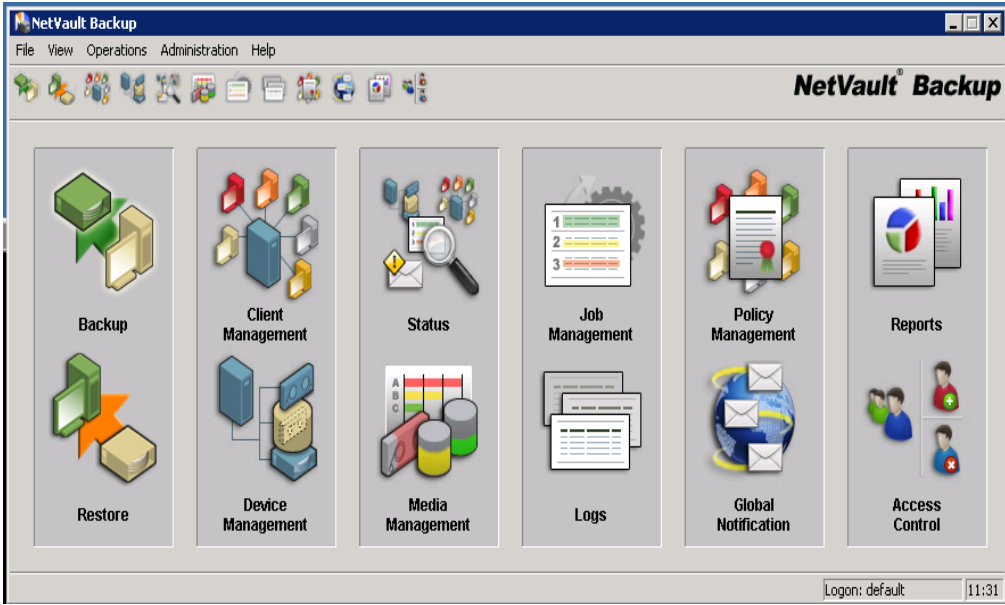 NetVault Backup
File View Operations Administration Help
NetVault® Backup
Backup
Client
Management
Status
1
2
3
Job
Management
Policy
Management
Reports
Restore
Device
Management
A
B
C
Media
Management
Logs
Global
Notification
Access
Control
Logon: default
11:31